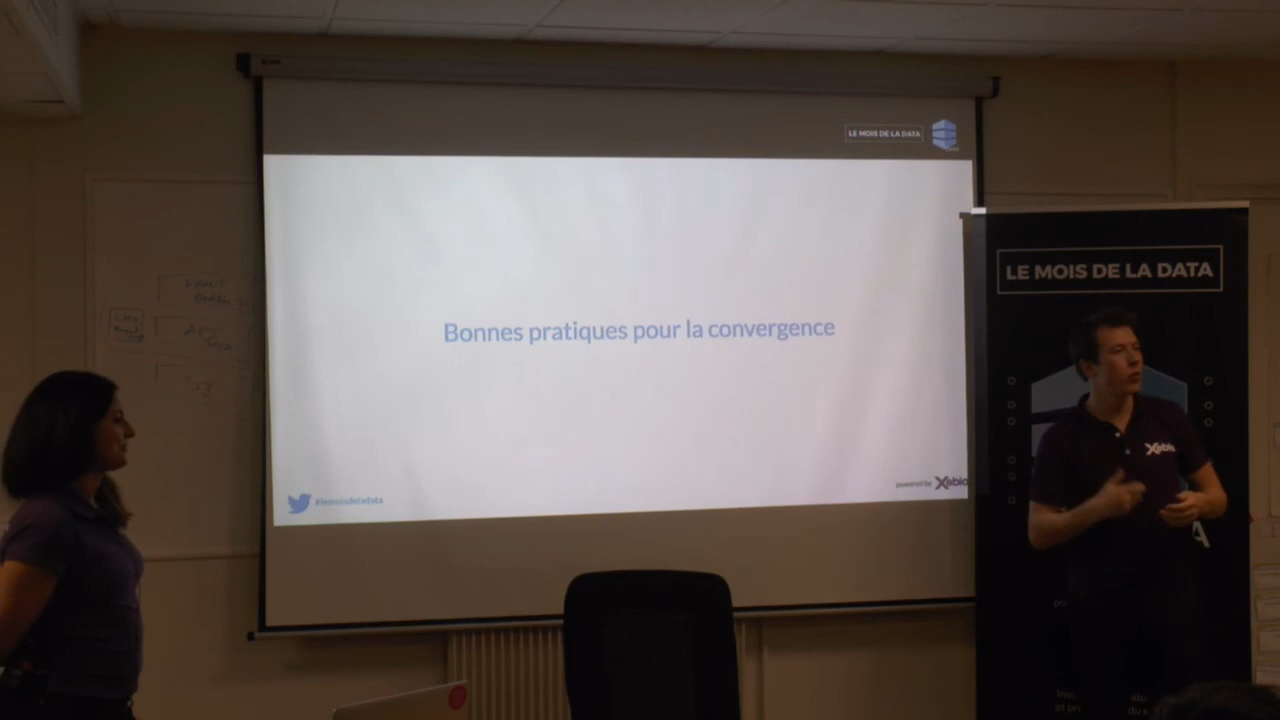 LE MOIS DE LA DATA
Bonnes pratiques pour la convergence
#lemoisdeladata
powered by Xebia
LE MOIS DE LA DATA
Xebia